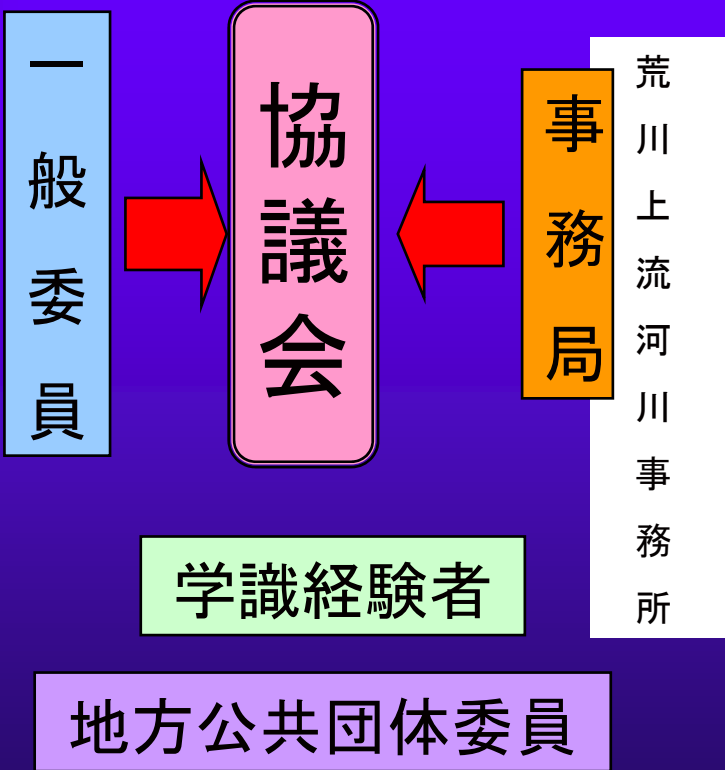 一般委員
協議会
事務局
荒川上流河川事務所
学識経験者
地方公共団体委員